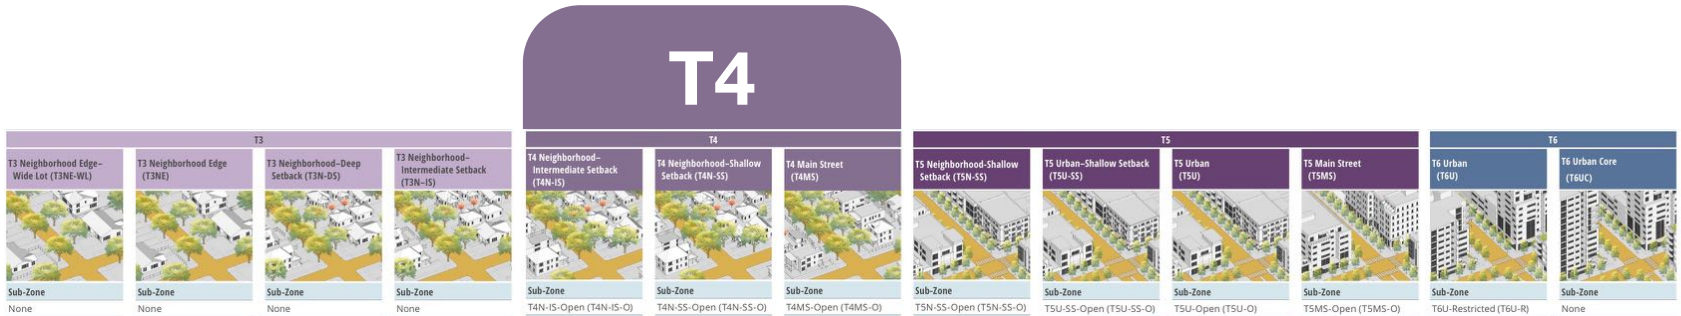 T4
T3
T3 Neighborhood Edge–
Wide Lot (T3NE-WL)
Sub-Zone
None
T3 Neighborhood Edge
(T3NE)
Sub-Zone
None
T3 Neighborhood–Deep
Setback (T3N-DS)
Sub-Zone
None
T3 Neighborhood–
Intermediate Setback
(T3N–IS)
Sub-Zone
None
T4
T4 Neighborhood–
Intermediate Setback
(T4N-IS)
Sub-Zone
T4N-IS-Open (T4N-IS-O)
T4 Neighborhood–Shallow
Setback (T4N-SS)
Sub-Zone
T4N-SS-Open (T4N-SS-O)
T4 Main Street
(T4MS)
Sub-Zone
T4MS-Open (T4MS-O)
T5
T5 Neighborhood-Shallow
Setback (T5N-SS)
Sub-Zone
T5N-SS-Open (T5N-SS-O)
T5 Urban–Shallow Setback
(T5U-SS)
Sub-Zone
T5U-SS-Open (T5U-SS-O)
T5 Urban
(T5U)
Sub-Zone
T5U-Open (T5U-O)
T5 Main Street
(T5MS)
Sub-Zone
T5MS-Open (T5MS-O)
T6
T6 Urban
(T6U)
Sub-Zone
T6U-Restricted (T6U-R)
T6 Urban Core
(T6UC)
Sub-Zone
None